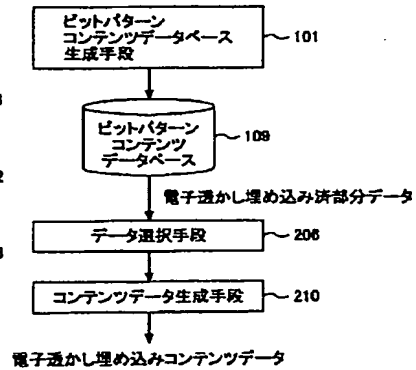 ビットパターン
コンテンツデータベース
生成手段
101
ビットパターン
コンテンツ
データベース
109
電子透かし埋め込み済部分データ
データ選択手段
206
コンテンツデータ生成手段
210
電子透かし埋め込みコンテンツデータ